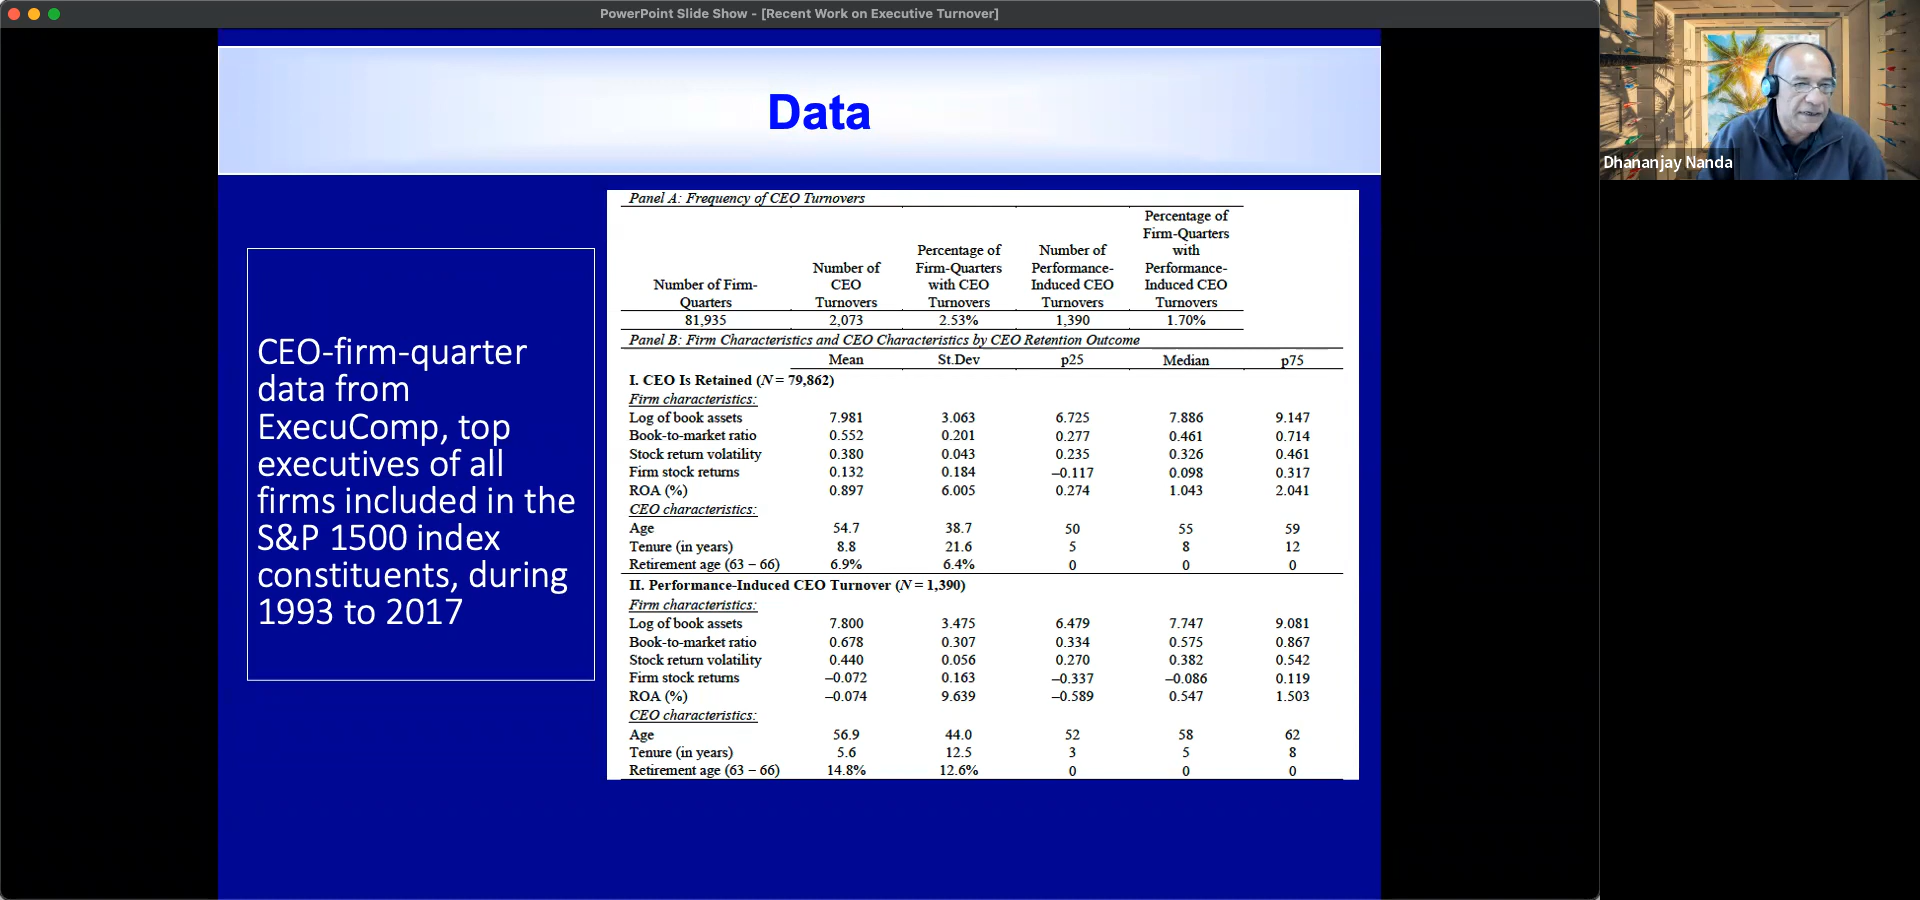 PowerPoint Slide Show - [Recent Work on Executive Turnover]
Dhananjay Nanda
Data
CEO-firm-quarter
data from
ExecuComp, top
executives of all
firms included in the
S&P 1500 index
constituents, during
1993 to 2017
Panel A: Frequency of CEO Turnovers
Number of Firm-
Quarters
Number of
CEO
Turnovers
Percentage of
Firm-Quarters
with CEO
Turnovers
Number of
Performance-
Induced CEO
Turnovers
Percentage of
Firm-Quarters
with
Performance-
Induced CEO
Turnovers
81,935 2,073 2.53% 1,390 1.70%
Panel B: Firm Characteristics and CEO Characteristics by CEO Retention Outcome
Mean St.Dev p25 Median p75
I. CEO Is Retained (N = 79,862)
Firm characteristics:
Log of book assets 7.981 3.063 6.725 7.886 9.147
Book-to-market ratio 0.552 0.201 0.277 0.461 0.714
Stock return volatility 0.380 0.043 0.235 0.326 0.461
Firm stock returns 0.132 0.184 –0.117 0.098 0.317
ROA (%) 0.897 6.005 0.274 1.043 2.041
CEO characteristics:
Age 54.7 38.7 50 55 59
Tenure (in years) 8.8 21.6 5 8 12
Retirement age (63 – 66) 6.9% 6.4% 0 0 0
II. Performance-Induced CEO Turnover (N = 1,390)
Firm characteristics:
Log of book assets 7.800 3.475 6.479 7.747 9.081
Book-to-market ratio 0.678 0.307 0.334 0.575 0.867
Stock return volatility 0.440 0.056 0.270 0.382 0.542
Firm stock returns –0.072 0.163 –0.337 –0.086 0.119
ROA (%) –0.074 9.639 –0.589 0.547 1.503
CEO characteristics:
Age 56.9 44.0 52 58 62
Tenure (in years) 5.6 12.5 3 5 8
Retirement age (63 – 66) 14.8% 12.6% 0 0 0